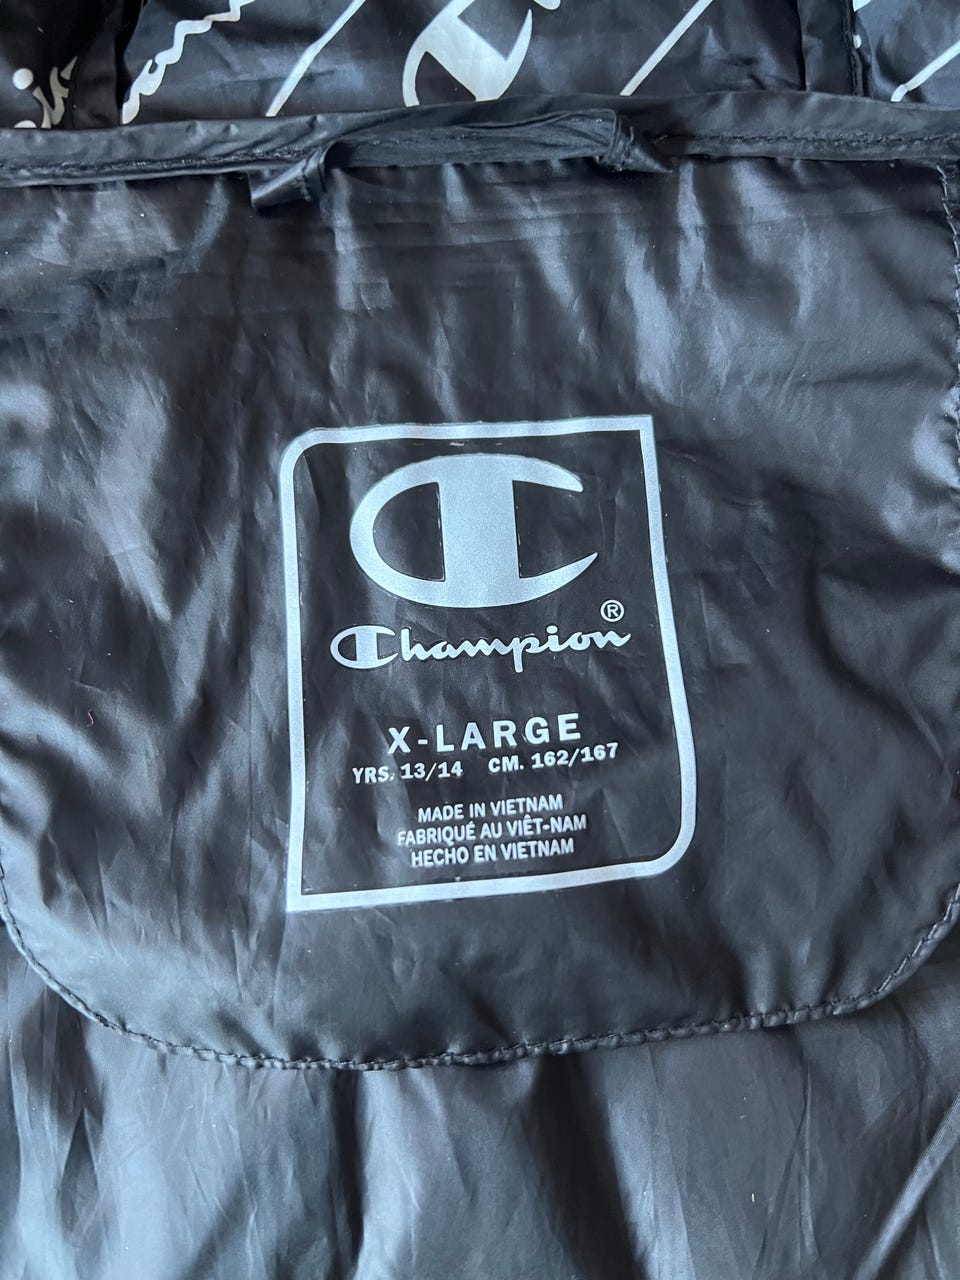 Champion®
X-LARGE
YRS. 13/14 CM. 162/167
MADE IN VIETNAM
FABRIQUÉ AU VIÊT-NAM
HECHO EN VIETNAM